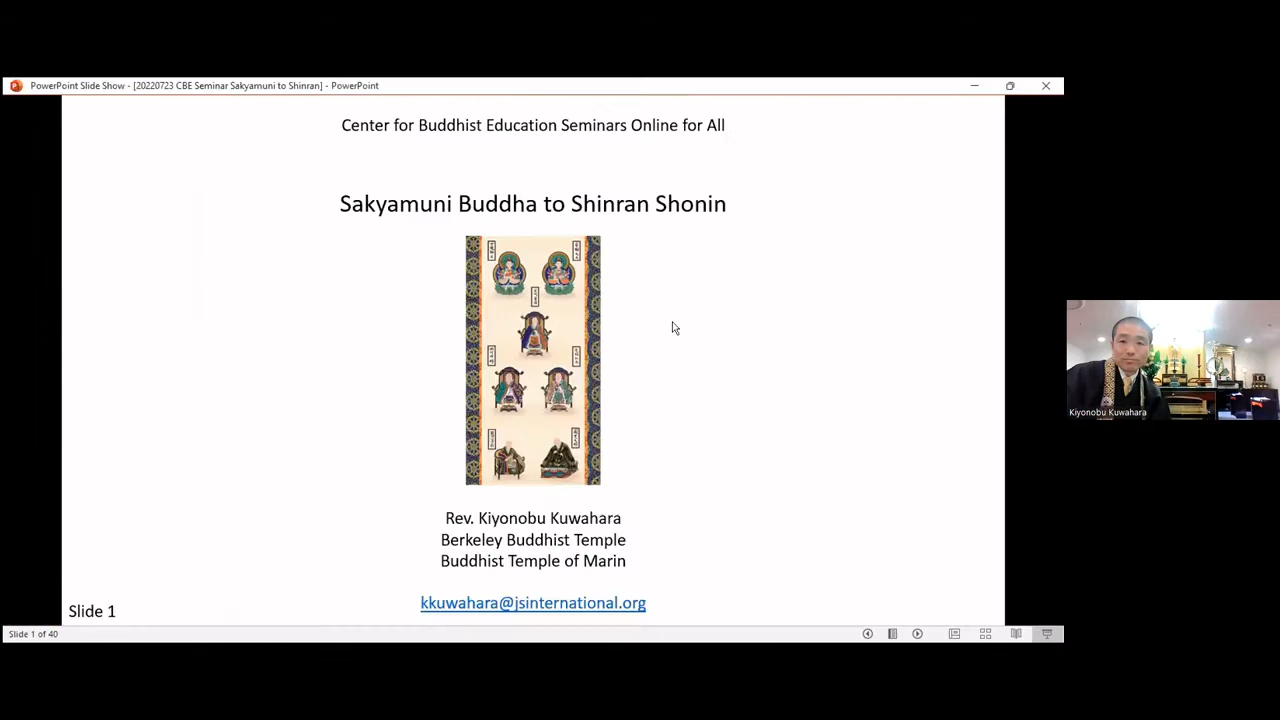 PowerPoint Slide Show - [20220723 CBE Seminar Sakyamuni to Shinran] - PowerPoint
Center for Buddhist Education Seminars Online for All
Sakyamuni Buddha to Shinran Shonin
Rev. Kiyonobu Kuwahara
Berkeley Buddhist Temple
Buddhist Temple of Marin
kkuwahara@jsinternational.org
Slide 1
Slide 1 of 40
Kiyonobu Kuwahara